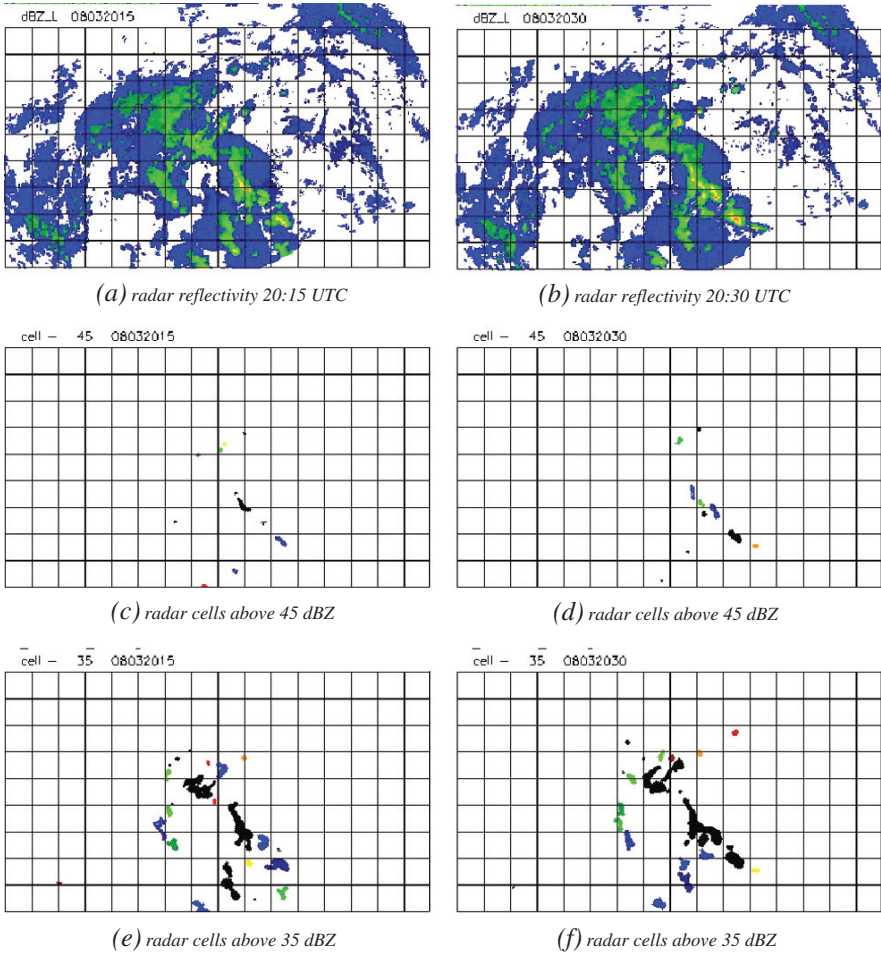 dBZ_L 08032015
dBZ_L 08032030
(a) radar reflectivity 20:15 UTC
(b) radar reflectivity 20:30 UTC
cell - 45 08032015
cell - 45 08032030
(c) radar cells above 45 dBZ
(d) radar cells above 45 dBZ
cell - 35 08032015
cell - 35 08032030
(e) radar cells above 35 dBZ
(f) radar cells above 35 dBZ